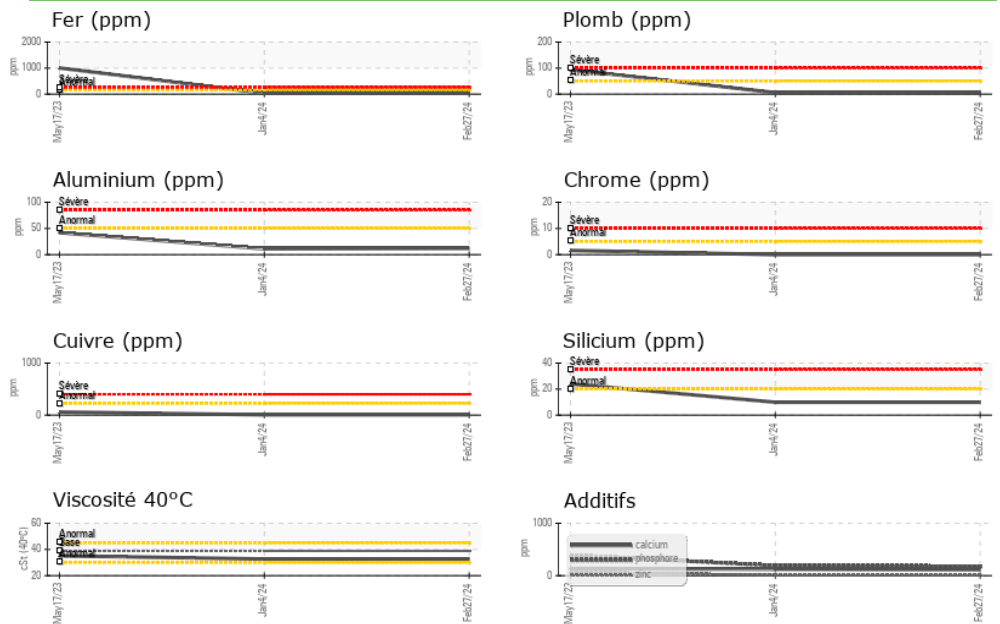 Fer (ppm)
2000
1000
0
ppm
Sévère
Anormal
May17/23
Jan4/24
Feb27/24
Plomb (ppm)
200
100
0
ppm
Sévère
Anormal
May17/23
Jan4/24
Feb27/24
Aluminium (ppm)
100
50
0
ppm
Sévère
Anormal
May17/23
Jan4/24
Feb27/24
Chrome (ppm)
20
10
0
ppm
Sévère
Anormal
May17/23
Jan4/24
Feb27/24
Cuivre (ppm)
1000
0
ppm
Sévère
Anormal
May17/23
Jan4/24
Feb27/24
Silicium (ppm)
40
20
0
ppm
Sévère
Anormal
May17/23
Jan4/24
Feb27/24
Viscosité 40°C
60
40
20
cSt (40°C)
Anormal
Base
Anormal
May17/23
Jan4/24
Feb27/24
Additifs
1000
0
ppm
calcium
phosphore
zinc
May17/23
Jan4/24
Feb27/24